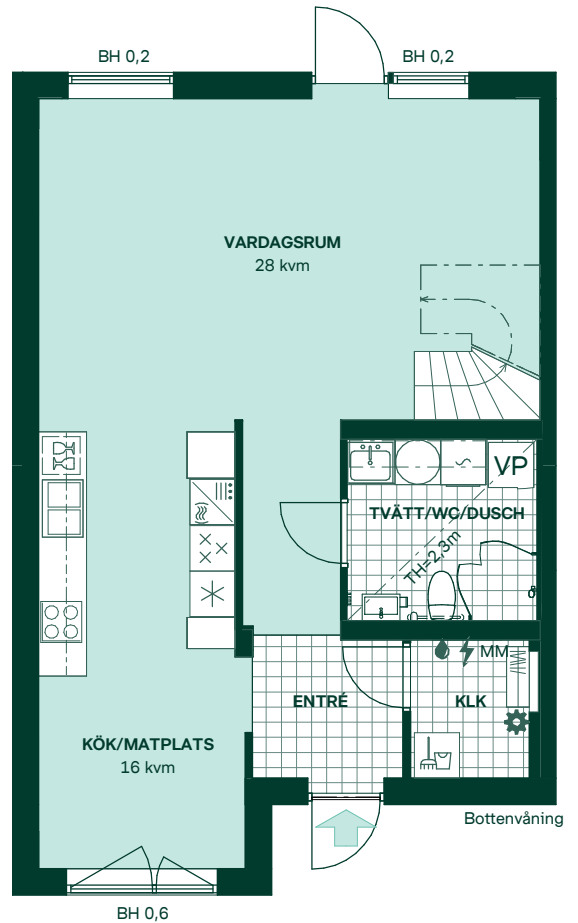 BH 0,2
BH 0,2
VARDAGSRUM
28 kvm
VP
TVÄTT/WC/DUSCH
TH=2,3m
MM
ENTRÉ
KLK
KÖK/MATPLATS
16 kvm
Bottenvåning
BH 0,6